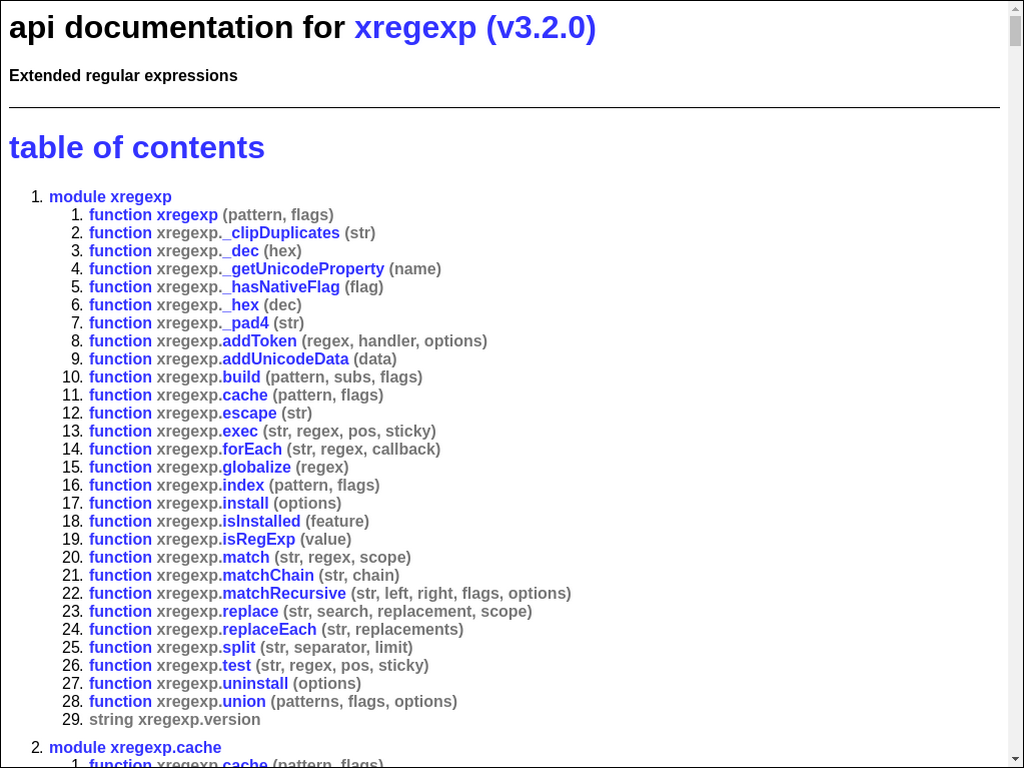 api documentation for xregexp (v3.2.0)
Extended regular expressions
table of contents
1. module xregexp
1. function xregexp (pattern, flags)
2. function xregexp._clipDuplicates (str)
3. function xregexp._dec (hex)
4. function xregexp._getUnicodeProperty (name)
5. function xregexp._hasNativeFlag (flag)
6. function xregexp._hex (dec)
7. function xregexp._pad4 (str)
8. function xregexp.addToken (regex, handler, options)
9. function xregexp.addUnicodeData (data)
10. function xregexp.build (pattern, subs, flags)
11. function xregexp.cache (pattern, flags)
12. function xregexp.escape (str)
13. function xregexp.exec (str, regex, pos, sticky)
14. function xregexp.forEach (str, regex, callback)
15. function xregexp.globalize (regex)
16. function xregexp.index (pattern, flags)
17. function xregexp.install (options)
18. function xregexp.isInstalled (feature)
19. function xregexp.isRegExp (value)
20. function xregexp.match (str, regex, scope)
21. function xregexp.matchChain (str, chain)
22. function xregexp.matchRecursive (str, left, right, flags, options)
23. function xregexp.replace (str, search, replacement, scope)
24. function xregexp.replaceEach (str, replacements)
25. function xregexp.split (str, separator, limit)
26. function xregexp.test (str, regex, pos, sticky)
27. function xregexp.uninstall (options)
28. function xregexp.union (patterns, flags, options)
29. string xregexp.version
2. module xregexp.cache
1. function xregexp.cache (pattern, flags)